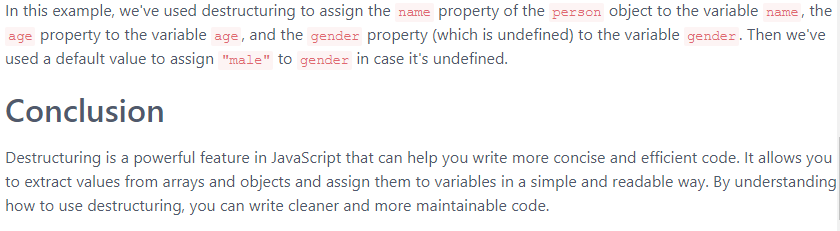 In this example, we've used destructuring to assign the name property of the person object to the variable name, the
age property to the variable age, and the gender property (which is undefined) to the variable gender. Then we've
used a default value to assign "male" to gender in case it's undefined.
Conclusion
Destructuring is a powerful feature in JavaScript that can help you write more concise and efficient code. It allows you
to extract values from arrays and objects and assign them to variables in a simple and readable way. By understanding
how to use destructuring, you can write cleaner and more maintainable code.